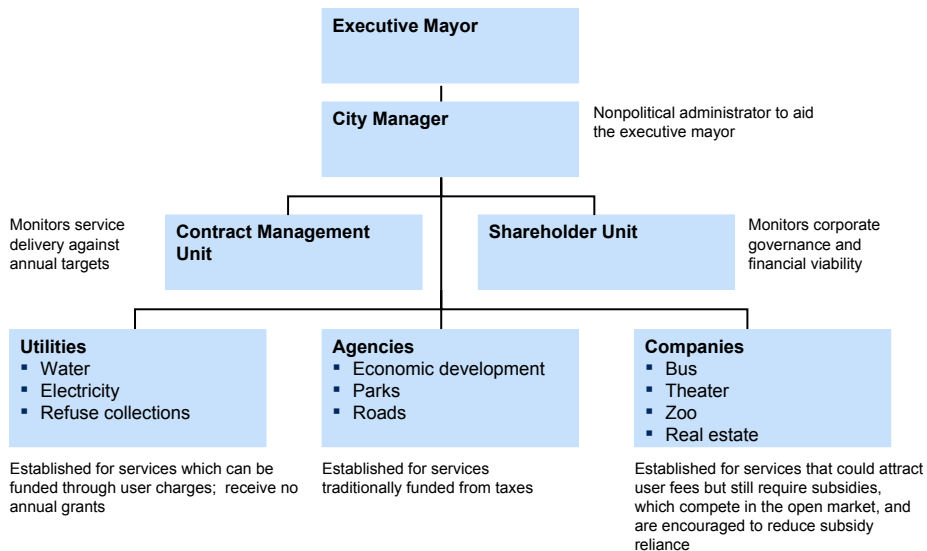 Executive Mayor
City Manager
Nonpolitical administrator to aid
the executive mayor
Monitors service
delivery against
annual targets
Contract Management
Unit
Shareholder Unit
Monitors corporate
governance and
financial viability
Utilities
▪ Water
▪ Electricity
▪ Refuse collections
Agencies
▪ Economic development
▪ Parks
▪ Roads
Companies
▪ Bus
▪ Theater
▪ Zoo
▪ Real estate
Established for services which can be
funded through user charges;  receive no
annual grants
Established for services
traditionally funded from taxes
Established for services that could attract
user fees but still require subsidies,
which compete in the open market, and
are encouraged to reduce subsidy
reliance